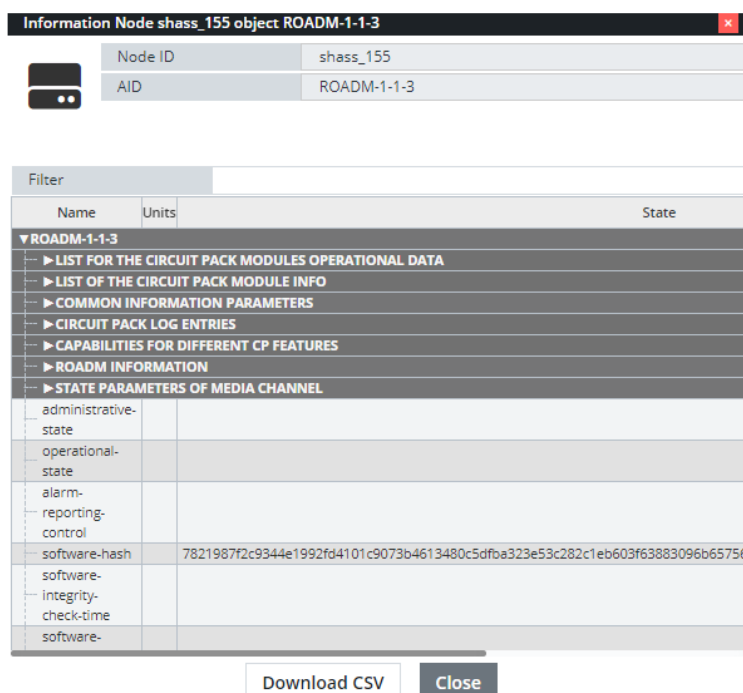 Information Node shass_155 object ROADM-1-1-3
×
Node ID shass_155
AID ROADM-1-1-3
Filter
Name Units State
▼ROADM-1-1-3
►LIST FOR THE CIRCUIT PACK MODULES OPERATIONAL DATA
►LIST OF THE CIRCUIT PACK MODULE INFO
►COMMON INFORMATION PARAMETERS
►CIRCUIT PACK LOG ENTRIES
►CAPABILITIES FOR DIFFERENT CP FEATURES
►ROADM INFORMATION
►STATE PARAMETERS OF MEDIA CHANNEL
administrative-
state
operational-
state
alarm-
reporting-
control
software-hash 7821987f2c9344e1992fd4101c9073b4613480c5dfba323e53c282c1eb603f63883096b65756
software-
integrity-
check-time
software-
Download CSV Close